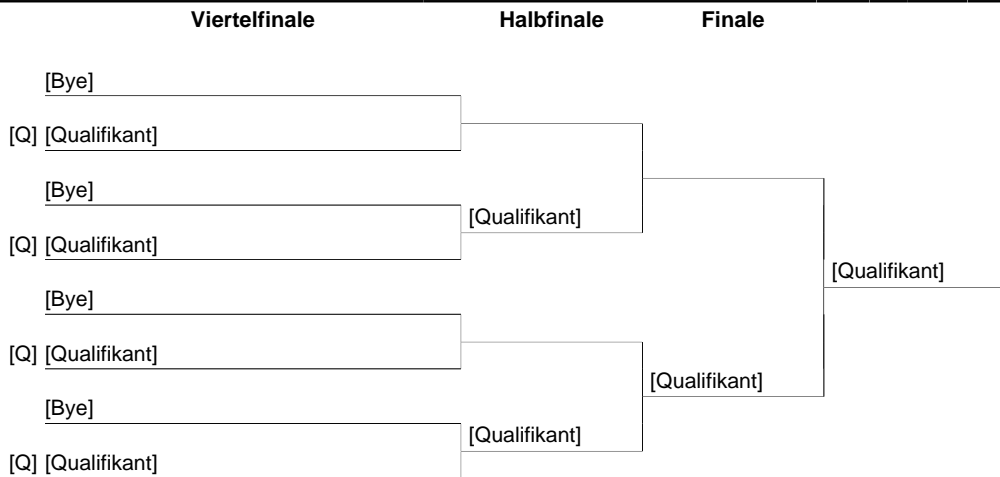 Viertelfinale Halbfinale Finale
[Bye]
[Q] [Qualifikant]
[Bye]
[Qualifikant]
[Q] [Qualifikant]
[Qualifikant]
[Bye]
[Q] [Qualifikant]
[Qualifikant]
[Bye]
[Qualifikant]
[Q] [Qualifikant]